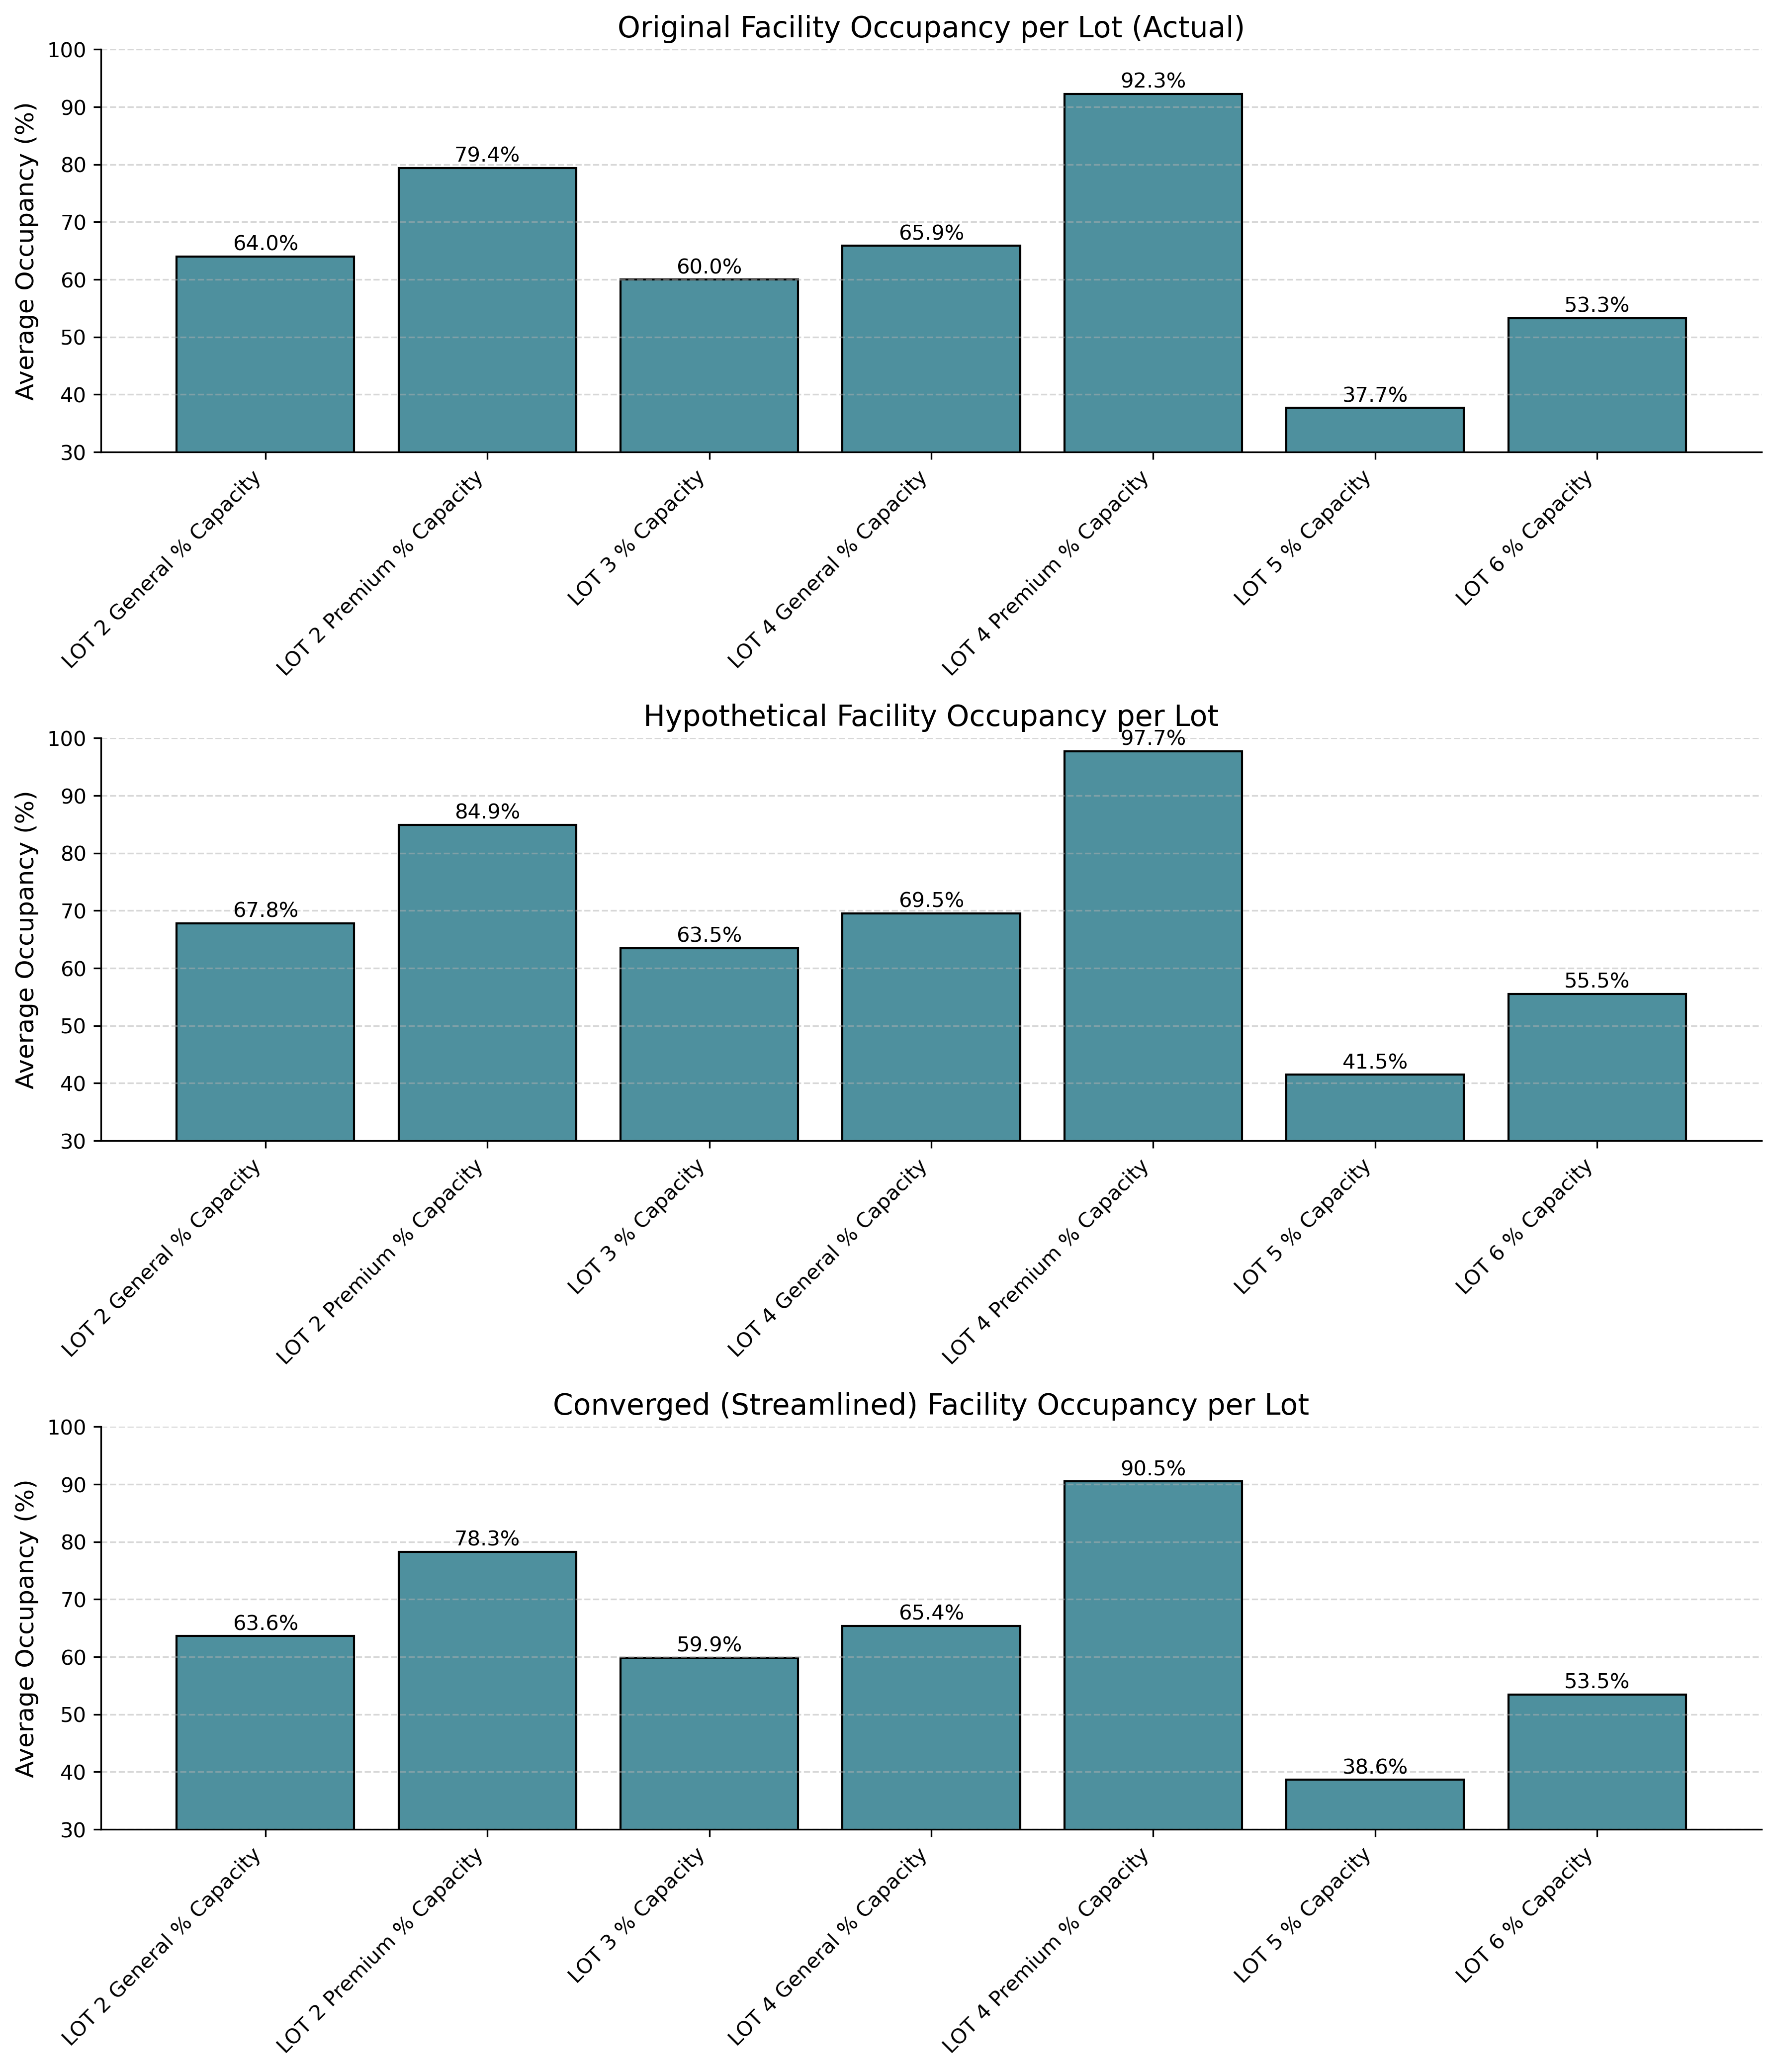 Original Facility Occupancy per Lot (Actual)
Average Occupancy (%)
100
90
80
70
60
50
40
30
64.0%
79.4%
60.0%
65.9%
92.3%
37.7%
53.3%
LOT 2 General % Capacity
LOT 2 Premium % Capacity
LOT 3 % Capacity
LOT 4 General % Capacity
LOT 4 Premium % Capacity
LOT 5 % Capacity
LOT 6 % Capacity
Hypothetical Facility Occupancy per Lot
Average Occupancy (%)
100
90
80
70
60
50
40
30
67.8%
84.9%
63.5%
69.5%
97.7%
41.5%
55.5%
LOT 2 General % Capacity
LOT 2 Premium % Capacity
LOT 3 % Capacity
LOT 4 General % Capacity
LOT 4 Premium % Capacity
LOT 5 % Capacity
LOT 6 % Capacity
Converged (Streamlined) Facility Occupancy per Lot
Average Occupancy (%)
100
90
80
70
60
50
40
30
63.6%
78.3%
59.9%
65.4%
90.5%
38.6%
53.5%
LOT 2 General % Capacity
LOT 2 Premium % Capacity
LOT 3 % Capacity
LOT 4 General % Capacity
LOT 4 Premium % Capacity
LOT 5 % Capacity
LOT 6 % Capacity